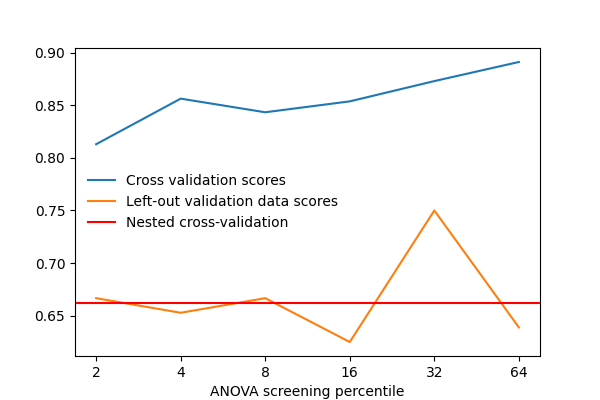 0.90
0.85
0.80
0.75
0.70
0.65
Cross validation scores
Left-out validation data scores
Nested cross-validation
2 4 8 16 32 64
ANOVA screening percentile